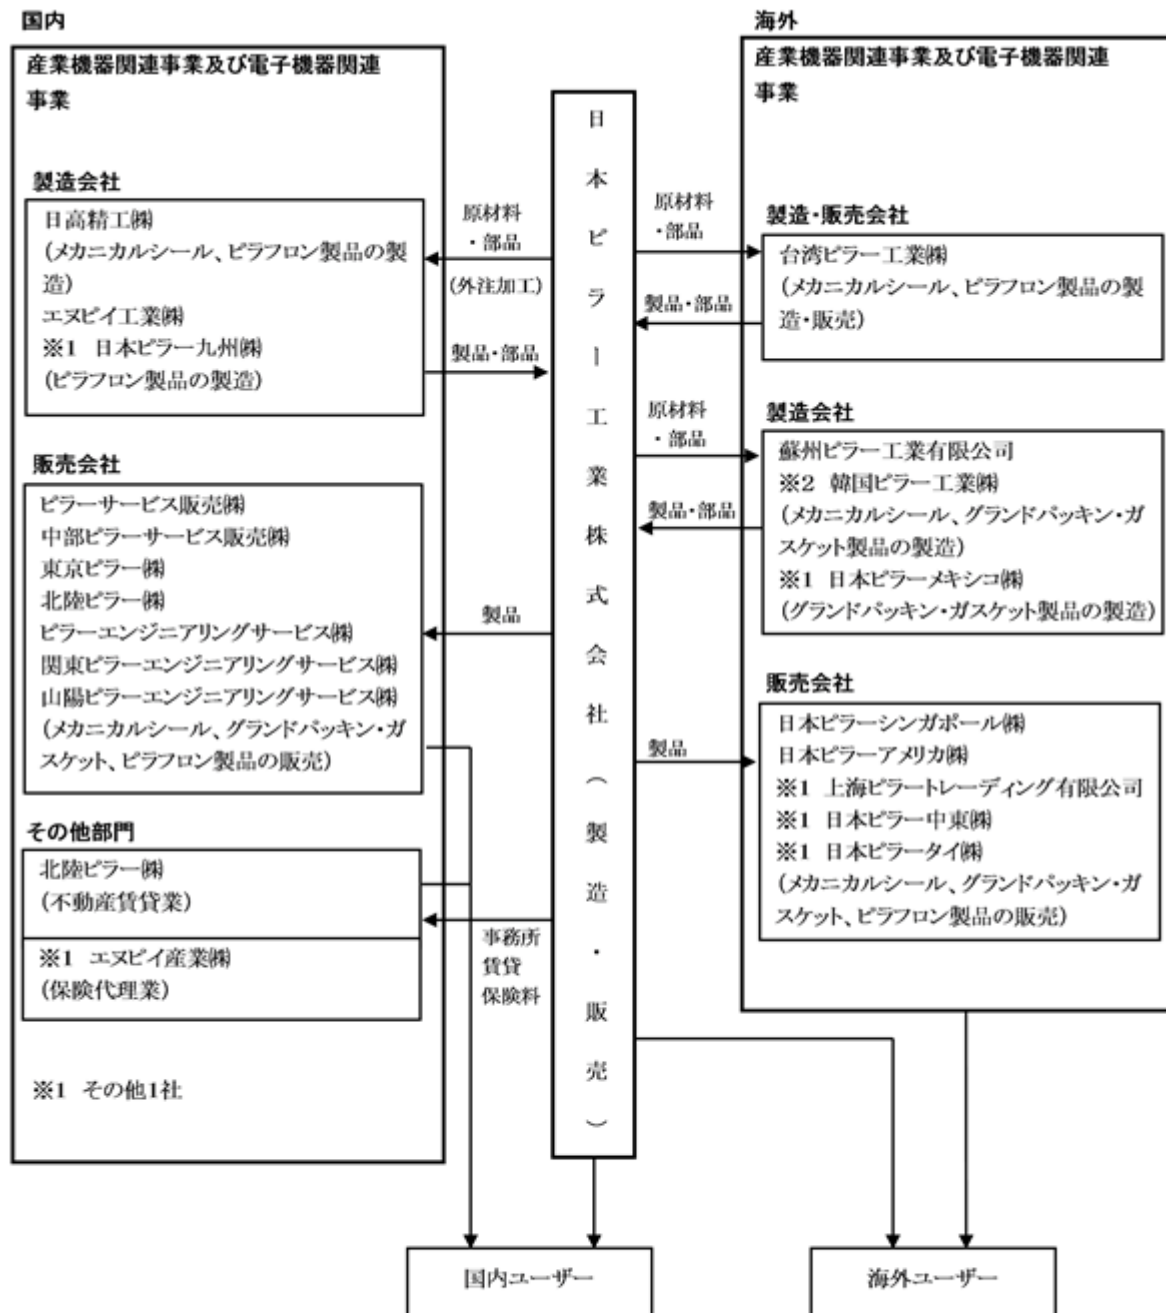 国内
産業機器関連事業及び電子機器関連
事業
製造会社
日高精工㈱
(メカニカルシール、ピラフロン製品の製
造)
エヌピイ工業㈱
※1 日本ピラー九州㈱
(ピラフロン製品の製造)
販売会社
ピラーサービス販売㈱
中部ピラーサービス販売㈱
東京ピラー㈱
北陸ピラー㈱
ピラーエンジニアリングサービス㈱
関東ピラーエンジニアリングサービス㈱
山陽ピラーエンジニアリングサービス㈱
(メカニカルシール、グランドパッキン・ガ
スケット、ピラフロン製品の販売)
その他部門
北陸ピラー㈱
(不動産賃貸業)
※1 エヌピイ産業㈱
(保険代理業)
※1 その他1社
原材料
・部品
(外注加工)
製品・部品
製品
事務所
賃貸
保険料
日本ピラー工業株式会社(製造・販売)
原材料
・部品
製品・部品
原材料
・部品
製品・部品
製品
海外
産業機器関連事業及び電子機器関連
事業
製造・販売会社
台湾ピラー工業㈱
(メカニカルシール、ピラフロン製品の製
造・販売)
製造会社
蘇州ピラー工業有限公司
※2 韓国ピラー工業㈱
(メカニカルシール、グランドパッキン・ガ
スケット製品の製造)
※1 日本ピラーメキシコ㈱
(グランドパッキン・ガスケット製品の製造)
販売会社
日本ピラーシンガポール㈱
日本ピラーアメリカ㈱
※1 上海ピラートレーディング有限公司
※1 日本ピラー中東㈱
※1 日本ピラータイ㈱
(メカニカルシール、グランドパッキン・ガ
スケット、ピラフロン製品の販売)
国内ユーザー
海外ユーザー